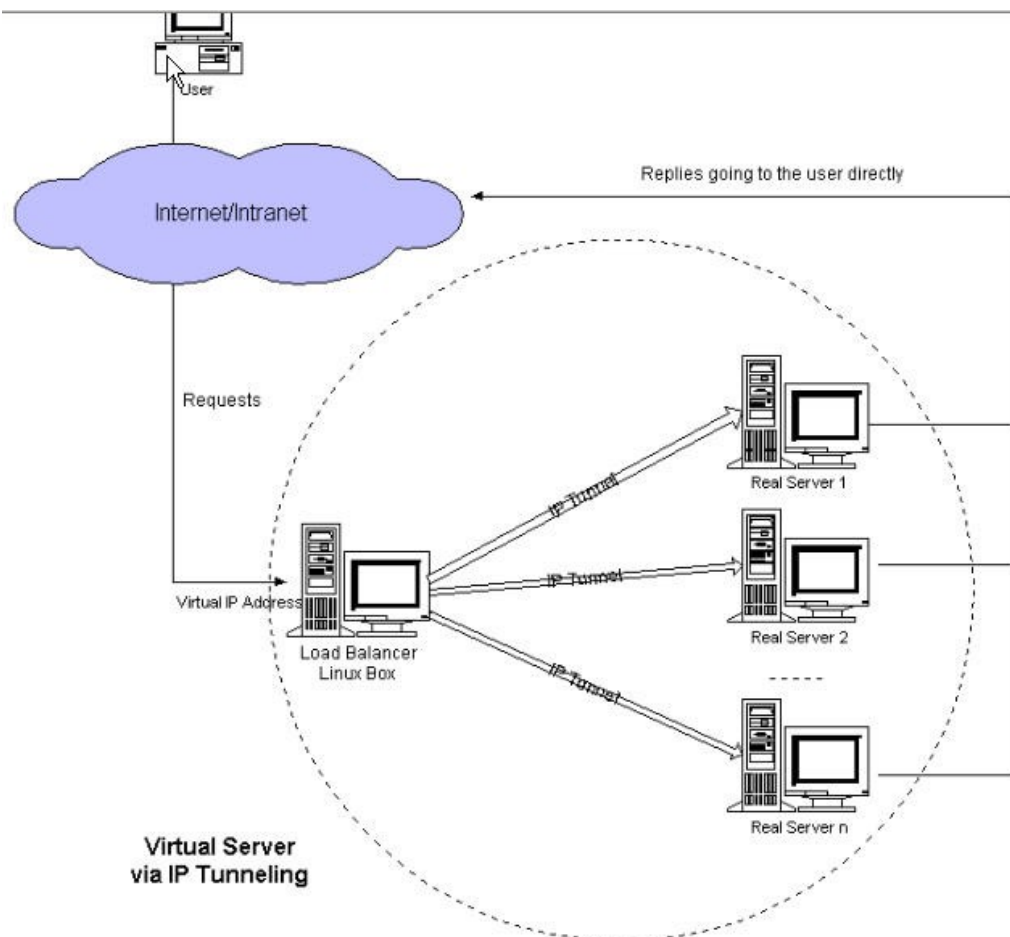 User
Replies going to the user directly
Internet/Intranet
Requests
IP Tunnel
Real Server 1
IP Tunnel
Virtual IP Address
Real Server 2
Load Balancer
Linux Box
IP Tunnel
Real Server n
Virtual Server
via IP Tunneling